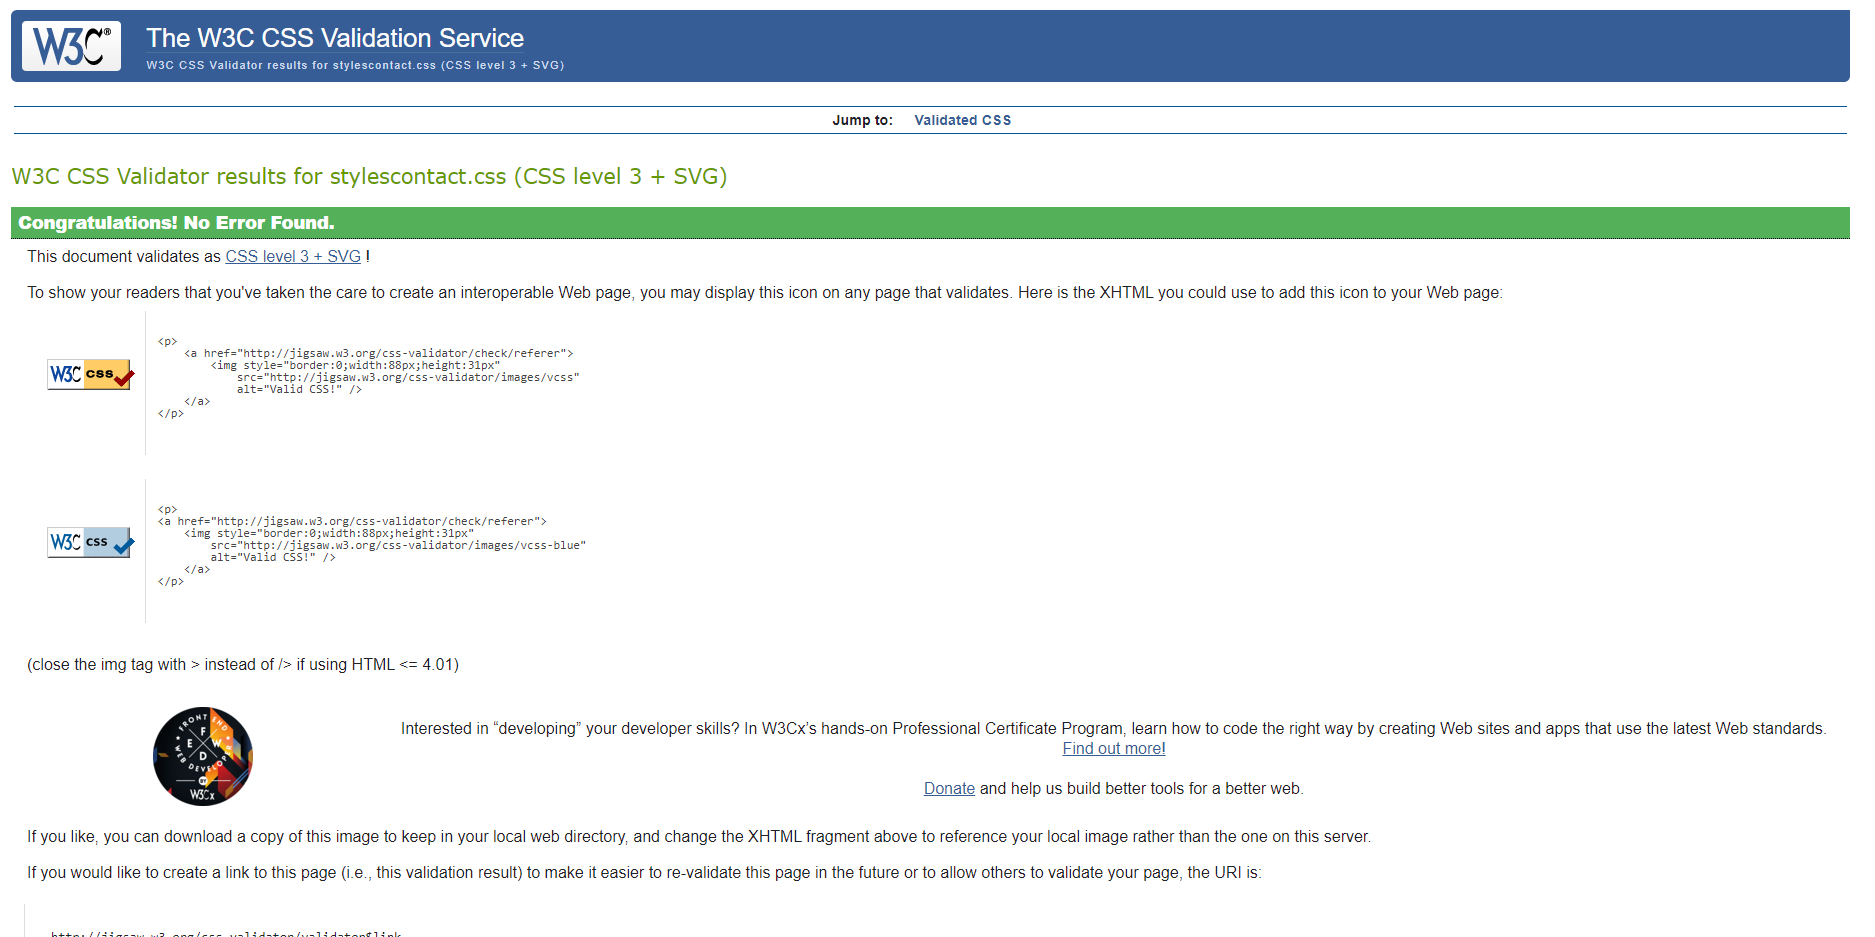 W3C®
The W3C CSS Validation Service
W3C CSS Validator results for stylescontact.css (CSS level 3 + SVG)
Jump to: Validated CSS
W3C CSS Validator results for stylescontact.css (CSS level 3 + SVG)
Congratulations! No Error Found.
This document validates as CSS level 3 + SVG !
To show your readers that you've taken the care to create an interoperable Web page, you may display this icon on any page that validates. Here is the XHTML you could use to add this icon to your Web page:
W3C css
<p>
<a href="http://jigsaw.w3.org/css-validator/check/referer">
<img style="border:0;width:88px;height:31px"
src="http://jigsaw.w3.org/css-validator/images/vcss"
alt="Valid CSS!" />
</a>
</p>
W3C css
<p>
<a href="http://jigsaw.w3.org/css-validator/check/referer">
<img style="border:0;width:88px;height:31px"
src="http://jigsaw.w3.org/css-validator/images/vcss-blue"
alt="Valid CSS!" />
</a>
</p>
(close the img tag with > instead of /> if using HTML <= 4.01)
FRONT END
F
E W
D
WEB DEVELOPER
BY
W3Cx
Interested in “developing” your developer skills? In W3Cx’s hands-on Professional Certificate Program, learn how to code the right way by creating Web sites and apps that use the latest Web standards.
Find out more!
Donate and help us build better tools for a better web.
If you like, you can download a copy of this image to keep in your local web directory, and change the XHTML fragment above to reference your local image rather than the one on this server.
If you would like to create a link to this page (i.e., this validation result) to make it easier to re-validate this page in the future or to allow others to validate your page, the URI is:
http://jigsaw.w3.org/css-validator/validator$link